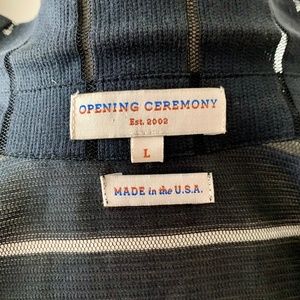 OPENING CEREMONY
Est. 2002
L
MADE in the U.S.A.